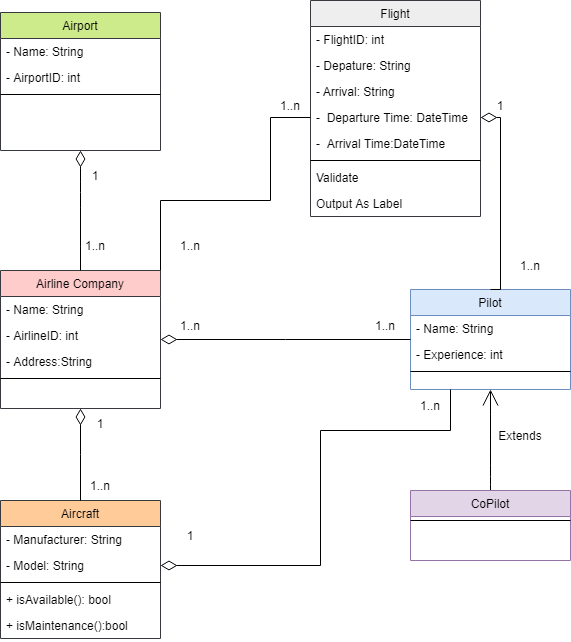 Airport
- Name: String
- AirportID: int
1
1..n
Flight
- FlightID: int
- Depature: String
- Arrival: String
- Departure Time: DateTime
- Arrival Time:DateTime
Validate
Output As Label
1..n
1
1..n
1..n
Airline Company
- Name: String
- AirlineID: int
- Address:String
1..n
1..n
Pilot
- Name: String
- Experience: int
1
1..n
1..n
Extends
CoPilot
Aircraft
- Manufacturer: String
- Model: String
+ isAvailable(): bool
+ isMaintenance():bool
1